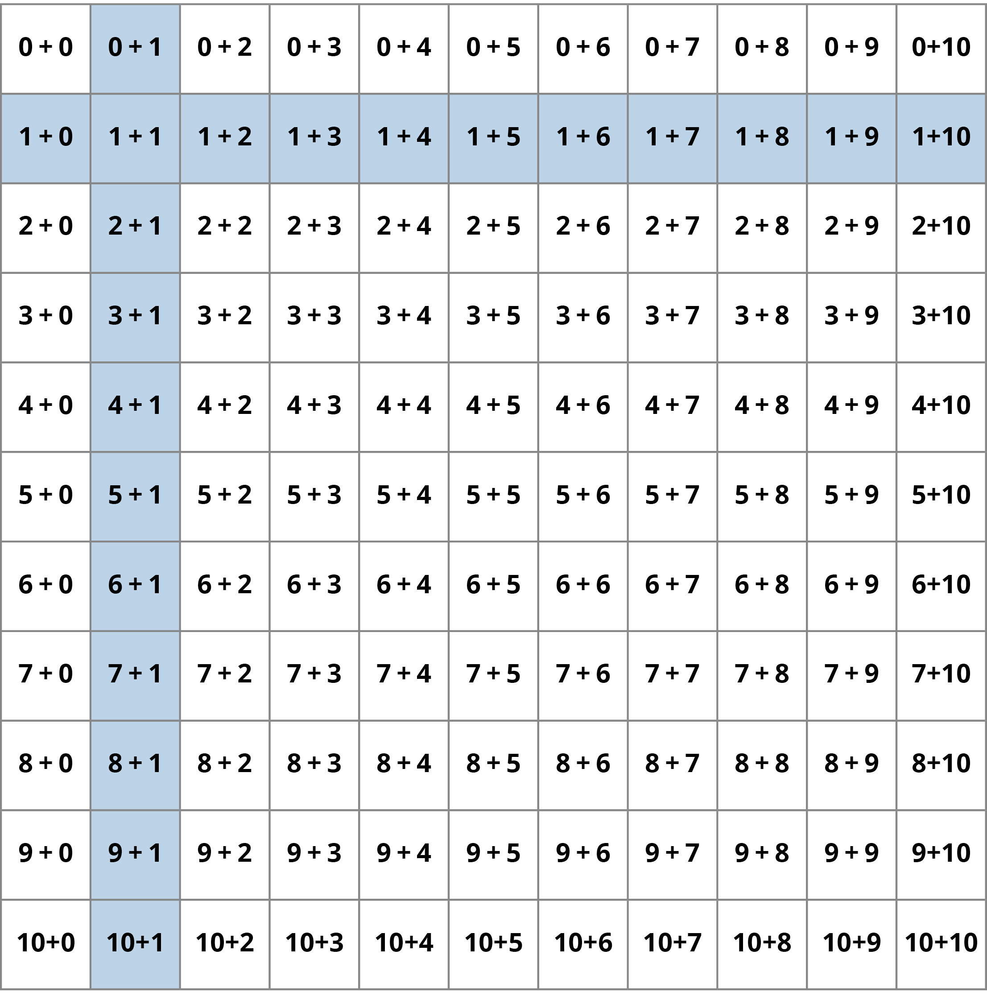 0 + 0 0 + 1 0 + 2 0 + 3 0 + 4 0 + 5 0 + 6 0 + 7 0 + 8 0 + 9 0+10
1 + 0 1 + 1 1 + 2 1 + 3 1 + 4 1 + 5 1 + 6 1 + 7 1 + 8 1 + 9 1+10
2 + 0 2 + 1 2 + 2 2 + 3 2 + 4 2 + 5 2 + 6 2 + 7 2 + 8 2 + 9 2+10
3 + 0 3 + 1 3 + 2 3 + 3 3 + 4 3 + 5 3 + 6 3 + 7 3 + 8 3 + 9 3+10
4 + 0 4 + 1 4 + 2 4 + 3 4 + 4 4 + 5 4 + 6 4 + 7 4 + 8 4 + 9 4+10
5 + 0 5 + 1 5 + 2 5 + 3 5 + 4 5 + 5 5 + 6 5 + 7 5 + 8 5 + 9 5+10
6 + 0 6 + 1 6 + 2 6 + 3 6 + 4 6 + 5 6 + 6 6 + 7 6 + 8 6 + 9 6+10
7 + 0 7 + 1 7 + 2 7 + 3 7 + 4 7 + 5 7 + 6 7 + 7 7 + 8 7 + 9 7+10
8 + 0 8 + 1 8 + 2 8 + 3 8 + 4 8 + 5 8 + 6 8 + 7 8 + 8 8 + 9 8+10
9 + 0 9 + 1 9 + 2 9 + 3 9 + 4 9 + 5 9 + 6 9 + 7 9 + 8 9 + 9 9+10
10+0 10+1 10+2 10+3 10+4 10+5 10+6 10+7 10+8 10+9 10+10